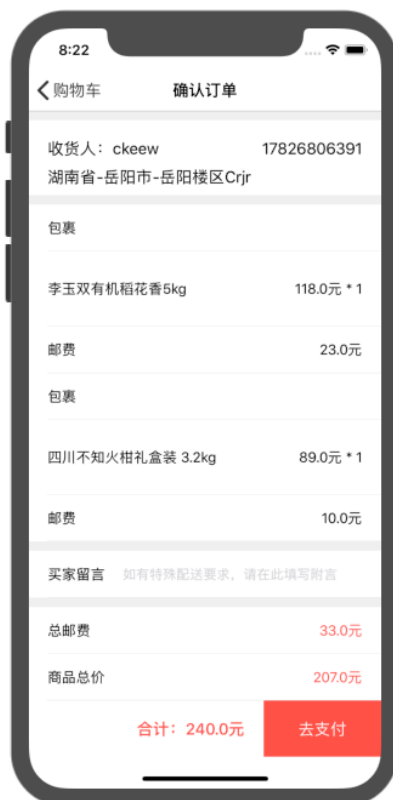 8:22
购物车 确认订单
收货人：ckeew 17826806391
湖南省-岳阳市-岳阳楼区Crjr
包裹
李玉双有机稻花香5kg 118.0元 * 1
邮费 23.0元
包裹
四川不知火柑礼盒装 3.2kg 89.0元 * 1
邮费 10.0元
买家留言 如有特殊配送要求，请在此填写附言
总邮费 33.0元
商品总价 207.0元
合计：240.0元 去支付